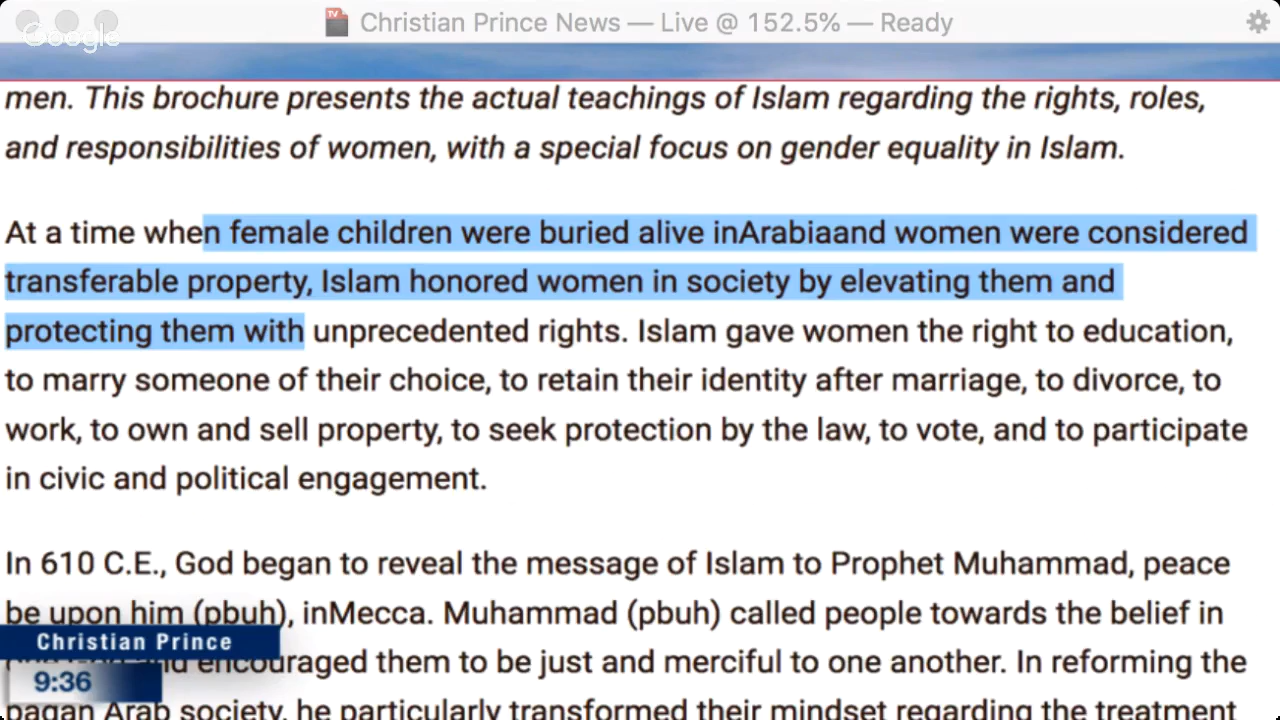 Google
TV
Christian Prince News — Live @ 152.5% — Ready
men. This brochure presents the actual teachings of Islam regarding the rights, roles,
and responsibilities of women, with a special focus on gender equality in Islam.
At a time when female children were buried alive inArabiaand women were considered
transferable property, Islam honored women in society by elevating them and
protecting them with unprecedented rights. Islam gave women the right to education,
to marry someone of their choice, to retain their identity after marriage, to divorce, to
work, to own and sell property, to seek protection by the law, to vote, and to participate
in civic and political engagement.
In 610 C.E., God began to reveal the message of Islam to Prophet Muhammad, peace
be upon him (pbuh), inMecca. Muhammad (pbuh) called people towards the belief in
Christian Prince
and encouraged them to be just and merciful to one another. In reforming the
9:36
pagan Arab society, he particularly transformed their mindset regarding the treatment